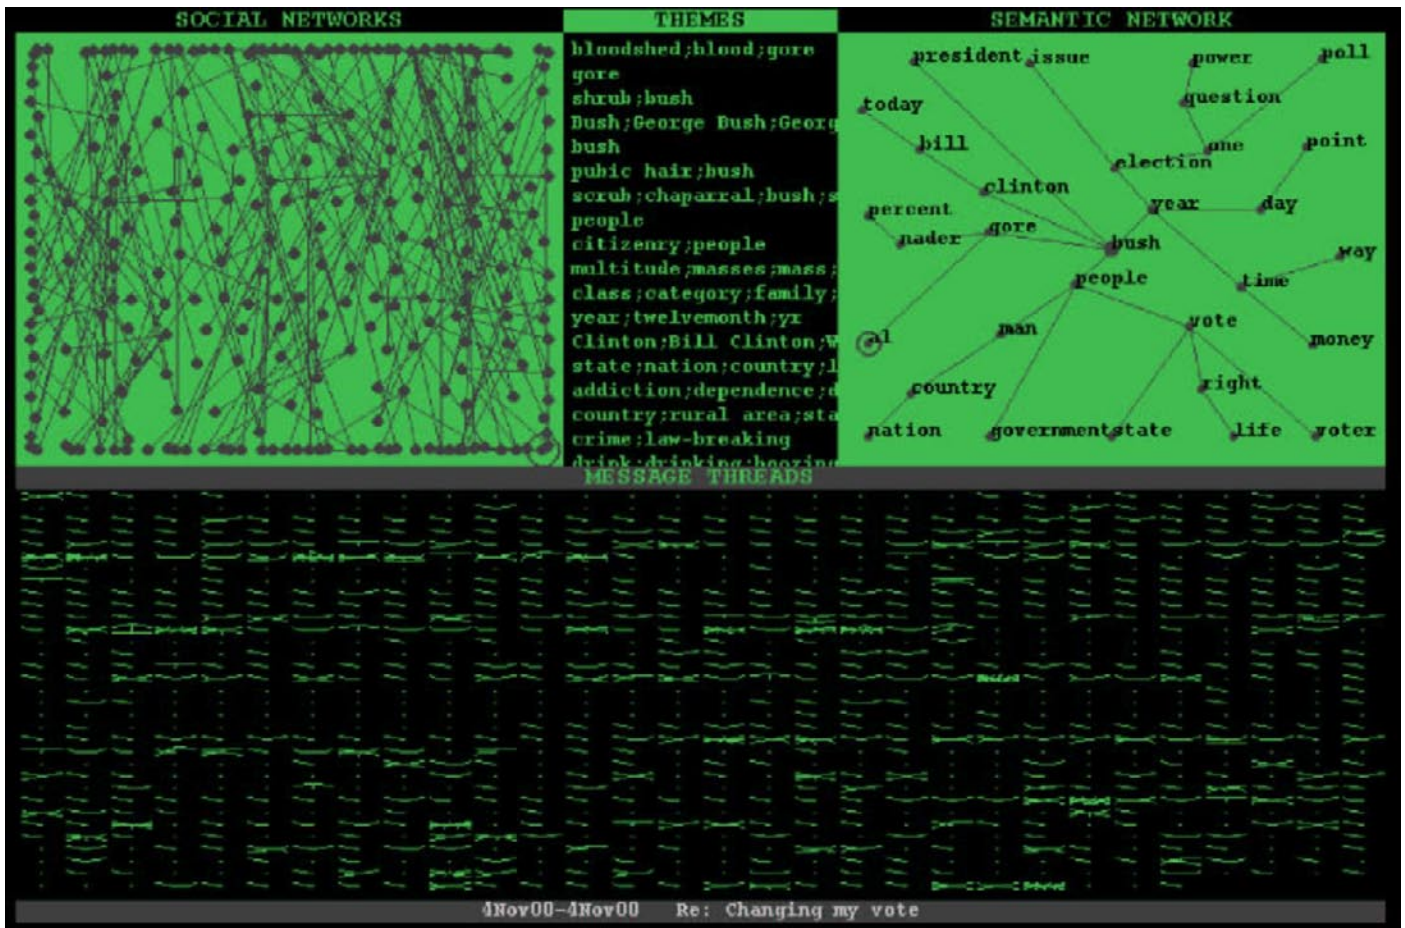 SOCIAL NETWORKS
THEMES
SEMANTIC NETWORK
bloodshed;blood;gore
gore
shrub;bush
Bush;George Bush;Georg
bush
pubic hair;bush
scrub;chaparral;bush;s
people
citizenry;people
multitude;masses;mass;
class;category;family;
year;twelvemonth;yr
Clinton;Bill Clinton;W
state;nation;country;l
addiction;dependence;d
country;rural area;sta
crime;law-breaking
drink;drinking;boozing
president
issue
power
poll
today
question
bill
election
one
point
clinton
percent
gore
year
day
nader
bush
way
people
time
al
man
vote
money
country
right
nation
government
state
life
voter
MESSAGE THREADS
4Nov00-4Nov00 Re: Changing my vote